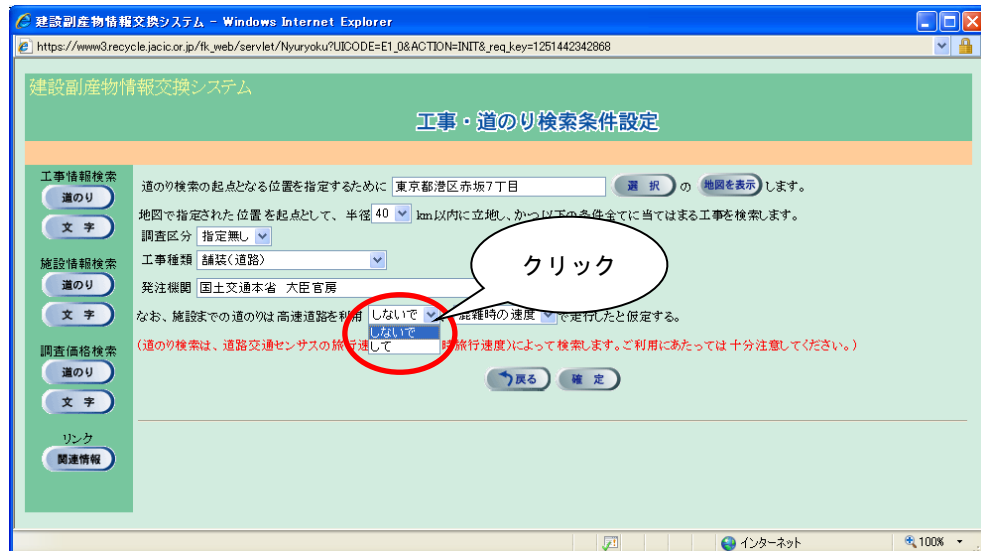 建設副産物情報交換システム - Windows Internet Explorer
https://www3.recycle.jacic.or.jp/fk_web/servlet/Nyuryoku?UICODE=E1_0&ACTION=INIT&_req_key=1251442342868
建設副産物情報交換システム
工事・道のり検索条件設定
工事情報検索
道のり
文 字
施設情報検索
道のり
文 字
調査価格検索
道のり
文 字
リンク
関連情報
道のり検索の起点となる位置を指定するために 東京都港区赤坂7丁目 選 択 の 地図を表示 します。
地図で指定された位置を起点として、半径 40 km以内に立地し、かつ以下の条件全てに当てはまる工事を検索します。
調査区分 指定無し
工事種類 舗装(道路)
発注機関 国土交通本省 大臣官房
クリック
なお、施設までの道のりは高速道路を利用 しないで 混雑時の速度 で走行したと仮定する。
しないで
して
(道のり検索は、道路交通センサスの旅行速 時旅行速度)によって検索します。ご利用にあたっては十分注意してください。)
戻る 確 定
インターネット 100%